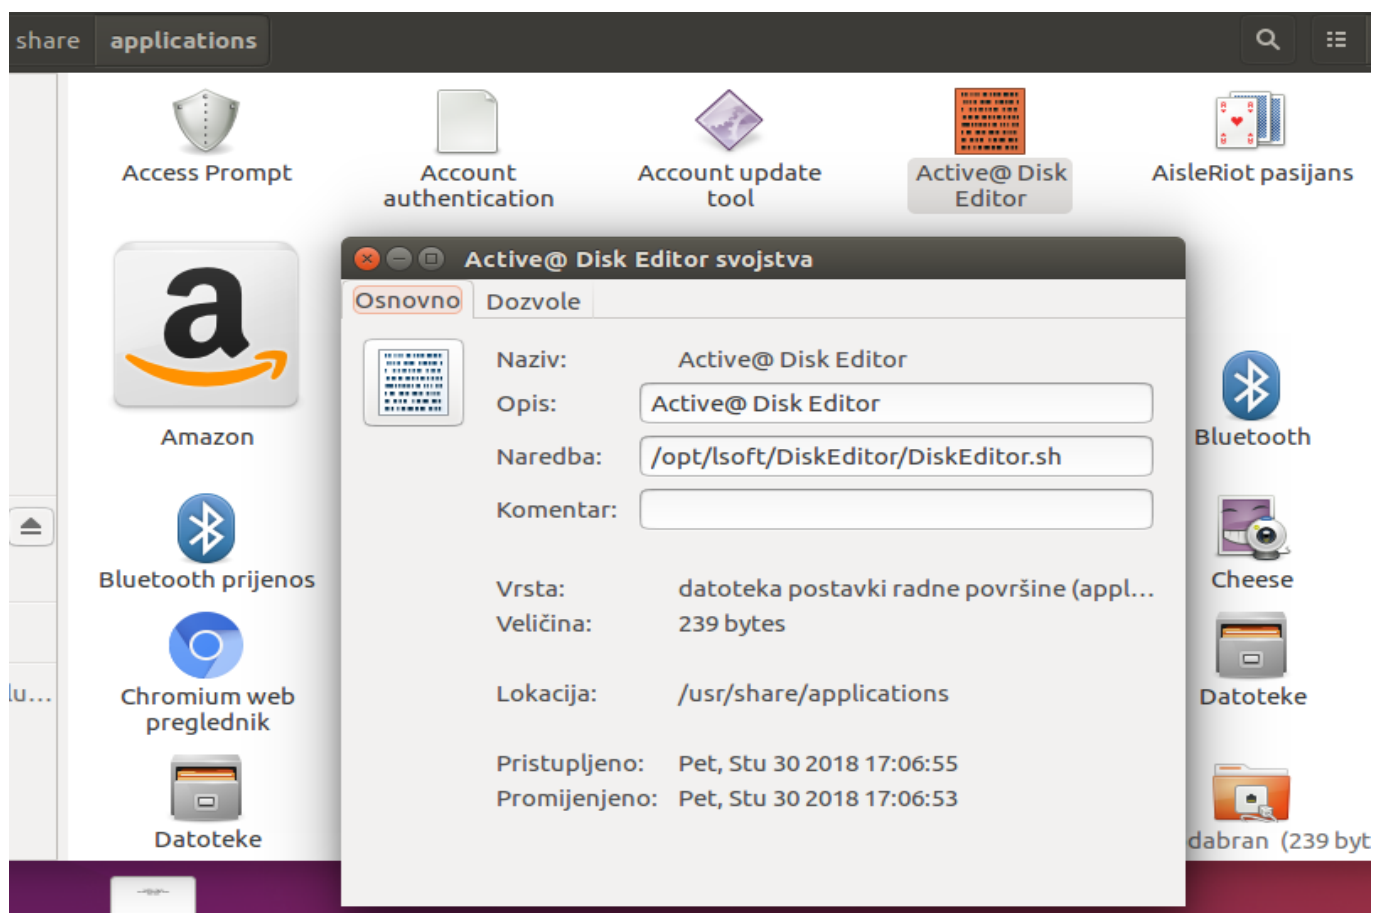 share
applications
Access Prompt
Account
authentication
Account update
tool
Active@ Disk
Editor
AisleRiot pasijans
Amazon
Bluetooth prijenos
Chromium web
preglednik
Datoteke
lu...
Active@ Disk Editor svojstva
Osnovno
Dozvole
Naziv: Active@ Disk Editor
Opis: Active@ Disk Editor
Naredba: /opt/lsoft/DiskEditor/DiskEditor.sh
Komentar:
Vrsta: datoteka postavki radne površine (appl...
Veličina: 239 bytes
Lokacija: /usr/share/applications
Pristupljeno: Pet, Stu 30 2018 17:06:55
Promijenjeno: Pet, Stu 30 2018 17:06:53
Bluetooth
Cheese
Datoteke
dabran (239 byt